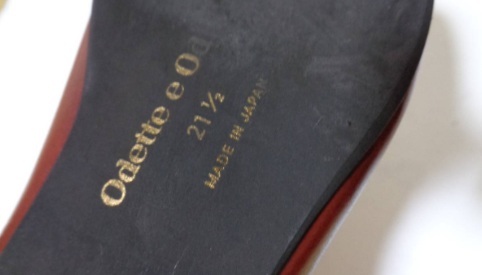 Odette e Od
21 ½
MADE IN JAPAN